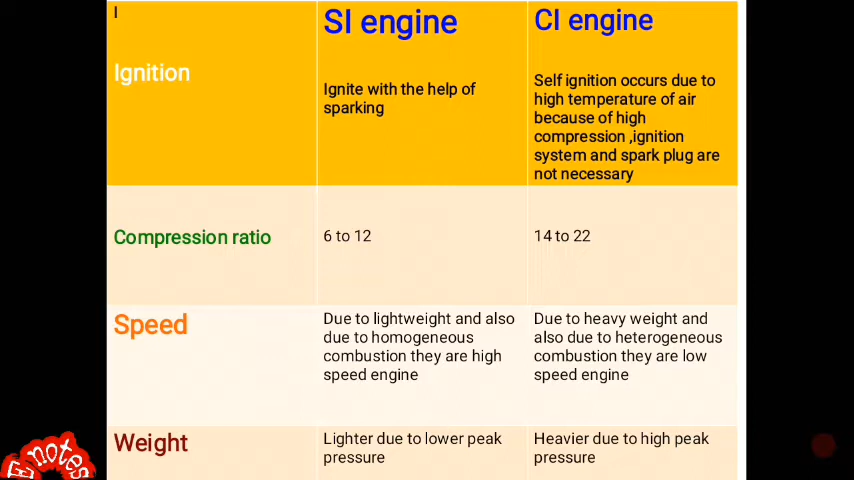 I
SI engine
CI engine
Ignition
Ignite with the help of
sparking
Self ignition occurs due to
high temperature of air
because of high
compression ,ignition
system and spark plug are
not necessary
Compression ratio
6 to 12
14 to 22
Speed
Due to lightweight and also
due to homogeneous
combustion they are high
speed engine
Due to heavy weight and
also due to heterogeneous
combustion they are low
speed engine
Weight
Lighter due to lower peak
pressure
Heavier due to high peak
pressure
E notes